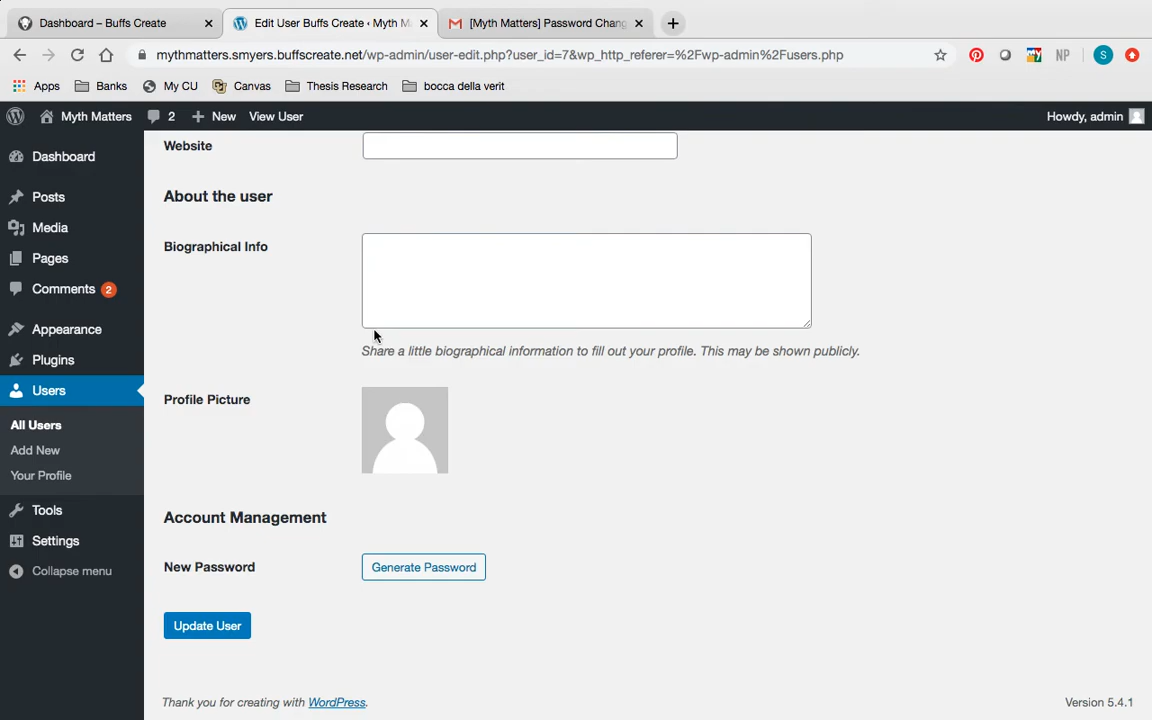 Dashboard – Buffs Create
Edit User Buffs Create ‹ Myth M
[Myth Matters] Password Chang
mythmatters.smyers.buffscreate.net/wp-admin/user-edit.php?user_id=7&wp_http_referer=%2Fwp-admin%2Fusers.php
NP
S
Apps
Banks
My CU
Canvas
Thesis Research
bocca della verit
Myth Matters
2
New
View User
Howdy, admin
Dashboard
Posts
Media
Pages
Comments 2
Appearance
Plugins
Users
All Users
Add New
Your Profile
Tools
Settings
Collapse menu
Website
About the user
Biographical Info
Share a little biographical information to fill out your profile. This may be shown publicly.
Profile Picture
Account Management
New Password
Generate Password
Update User
Thank you for creating with WordPress.
Version 5.4.1